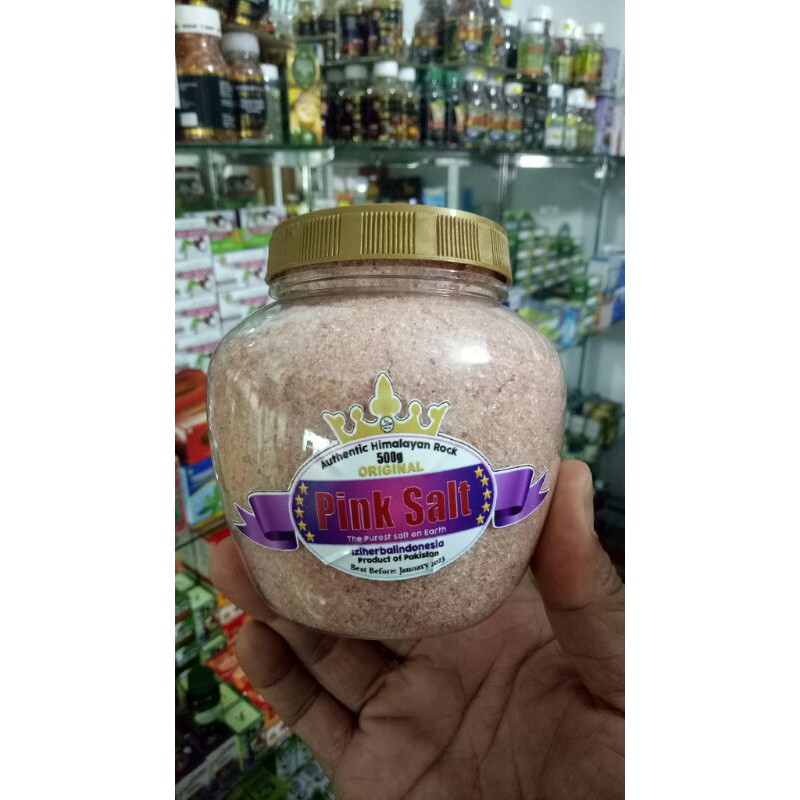 Authentic Himalayan Rock
500g
ORIGINAL
Pink Salt
The Purest salt on Earth
iziherbalindonesia
Product of Pakistan
Best Before: January 2023